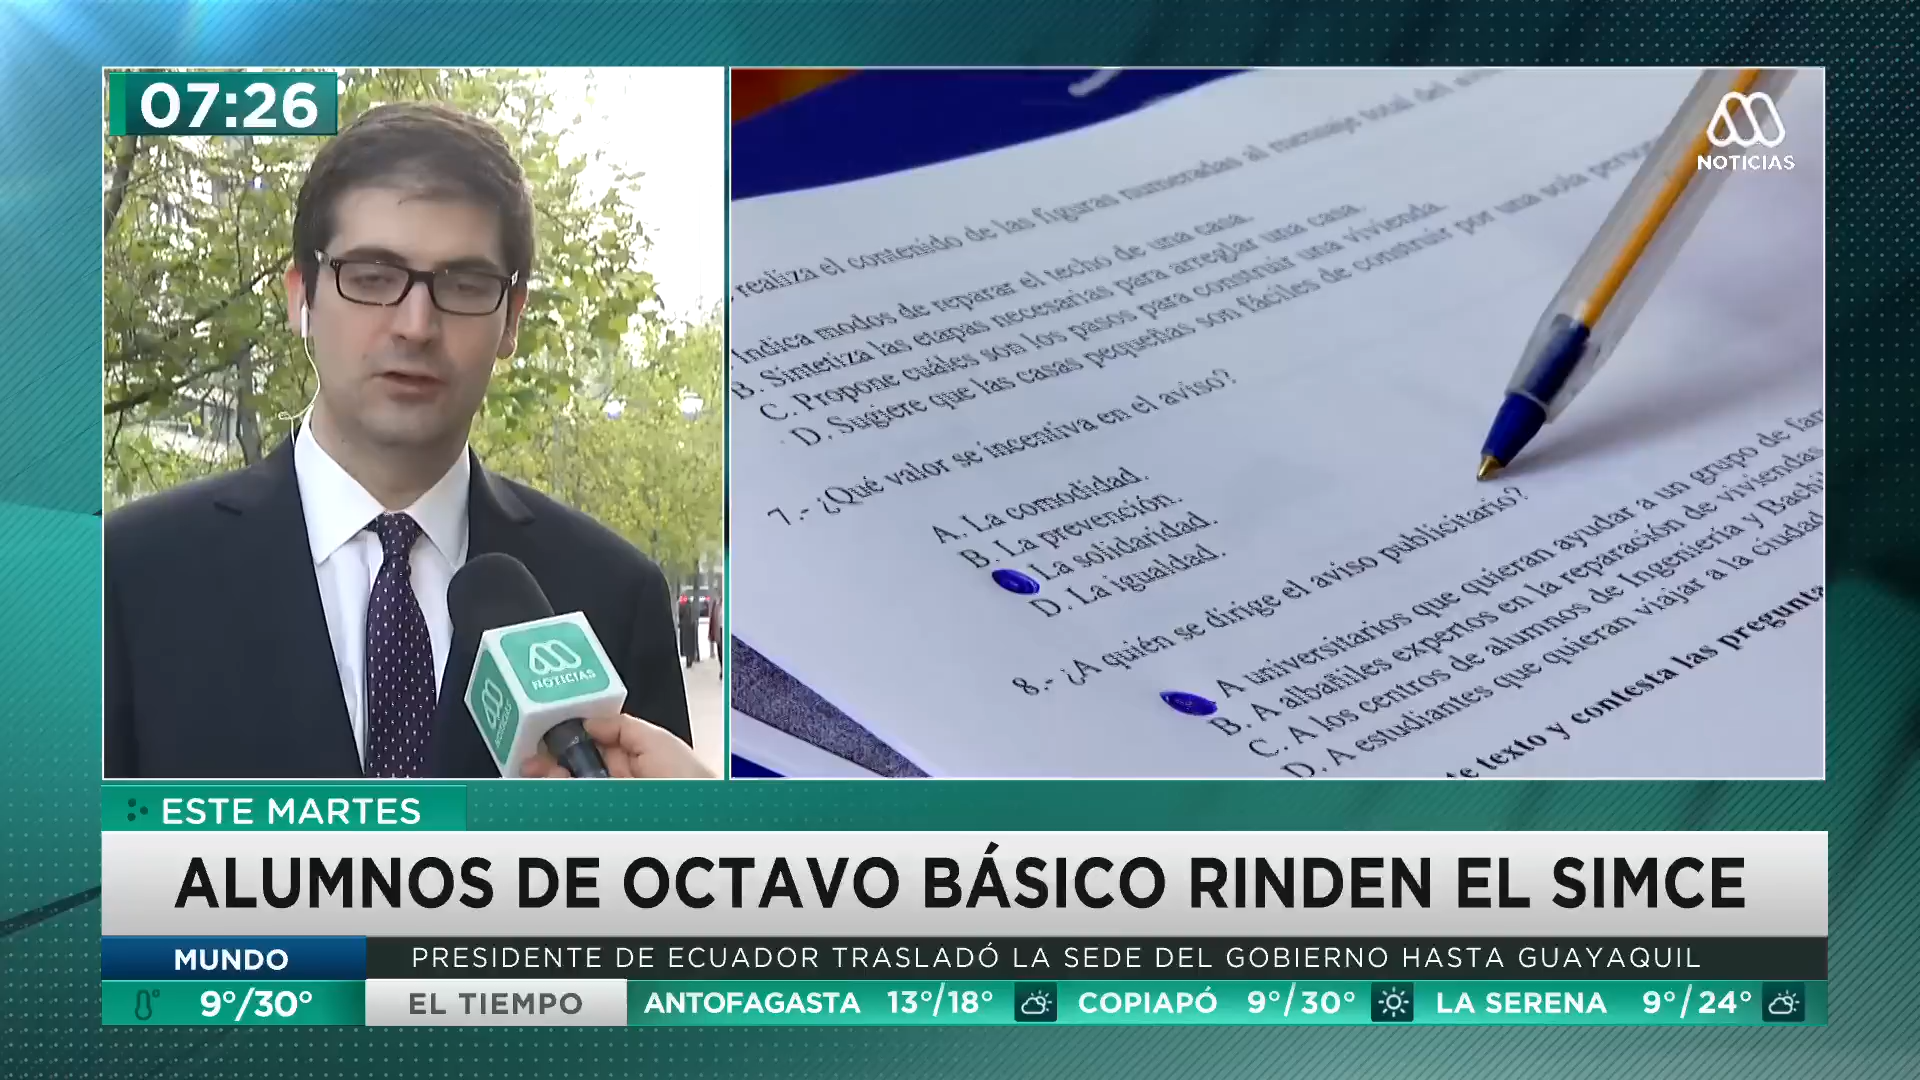 07:26
NOTICIAS
realiza el contenido de las figuras numeradas al mensaje total del
Indica modos de reparar el techo de una casa.
B. Sintetiza las etapas necesarias para arreglar una casa.
C. Propone cuáles son los pasos para construir una vivienda.
D. Sugiere que las casas pequeñas son fáciles de construir por una sola
7.- ¿Qué valor se incentiva en el aviso?
A. La comodidad.
B. La prevención.
La solidaridad.
D. La igualdad.
8.- ¿A quién se dirige el aviso publicitario?
A universitarios que quieran ayudar a un grupo de
B. A albañiles expertos en la reparación de viviendas
C. A los centros de alumnos de Ingeniería y
D. A estudiantes que quieran viajar a la ciudad
texto y contesta las
NOTICIAS
NOTICIAS
ESTE MARTES
ALUMNOS DE OCTAVO BÁSICO RINDEN EL SIMCE
MUNDO PRESIDENTE DE ECUADOR TRASLADÓ LA SEDE DEL GOBIERNO HASTA GUAYAQUIL
9°/30° EL TIEMPO ANTOFAGASTA 13°/18° COPIAPÓ 9°/30° LA SERENA 9°/24°